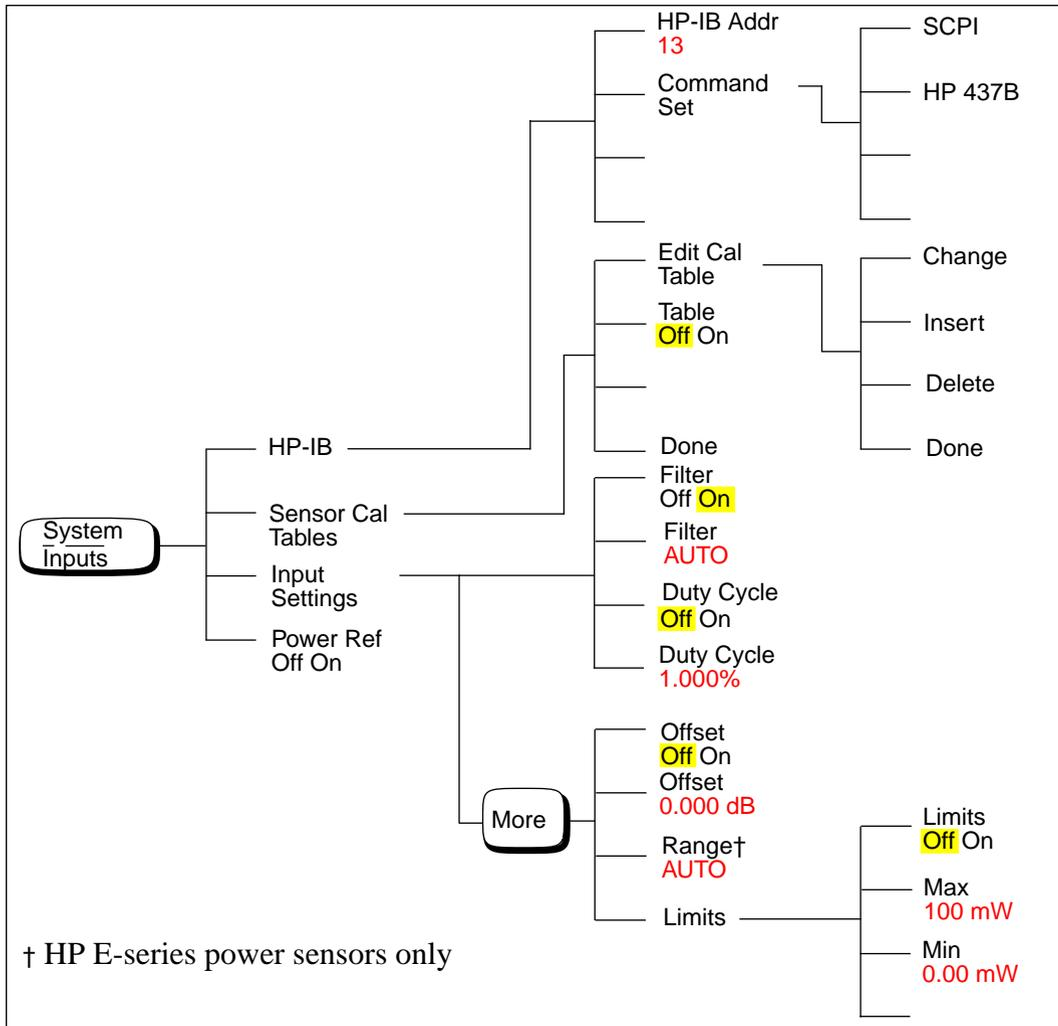 HP-IB Addr
13
Command
Set
SCPI
HP 437B
Edit Cal
Table
Table
Off On
Done
Change
Insert
Delete
Done
System
Inputs
HP-IB
Sensor Cal
Tables
Input
Settings
Power Ref
Off On
Filter
Off On
Filter
AUTO
Duty Cycle
Off On
Duty Cycle
1.000%
More
Offset
Off On
Offset
0.000 dB
Range†
AUTO
Limits
Limits
Off On
Max
100 mW
Min
0.00 mW
† HP E-series power sensors only